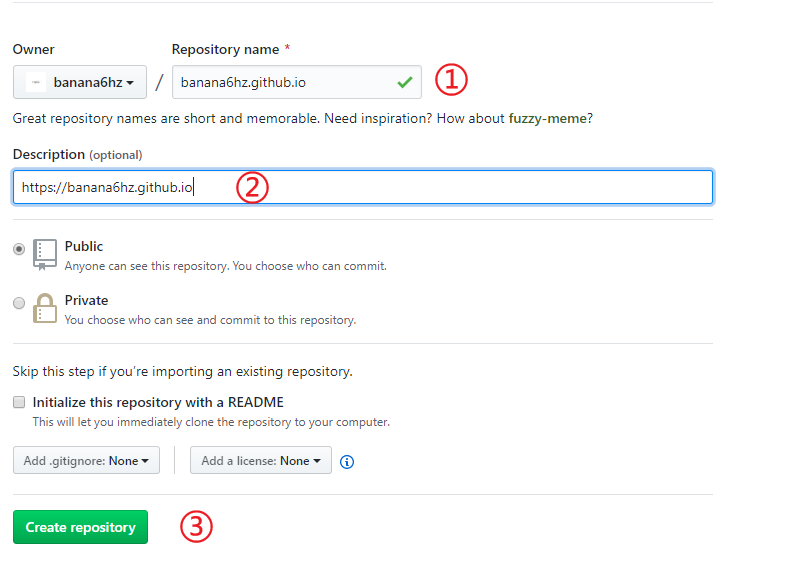 Owner Repository name *
banana6hz / banana6hz.github.io ①
Great repository names are short and memorable. Need inspiration? How about fuzzy-meme?
Description (optional)
https://banana6hz.github.io ②
Public
Anyone can see this repository. You choose who can commit.
Private
You choose who can see and commit to this repository.
Skip this step if you’re importing an existing repository.
Initialize this repository with a README
This will let you immediately clone the repository to your computer.
Add .gitignore: None Add a license: None
Create repository ③